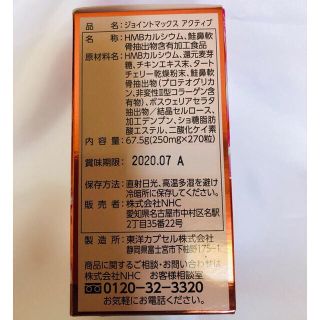 品　　名：ジョイントマックス アクティブ
名　　称：HMBカルシウム、鮭鼻軟
骨抽出物含有加工食品
原材料名：HMBカルシウム、還元麦芽
糖、チキンエキス末、タート
チェリー乾燥粉末、鮭鼻軟
骨抽出物(プロテオグリカ
ン、非変性Ⅱ型コラーゲン含
有物)、ボスウェリアセラタ
抽出物/結晶セルロース、
加工デンプン、ショ糖脂肪
酸エステル、二酸化ケイ素
内 容 量：67.5g(250mg×270粒)
賞味期限 2020.07 A
保存方法：直射日光、高温多湿を避け
冷暗所に保存してください。
販 売 者：株式会社NHC
愛知県名古屋市中村区名駅
2丁目35番22号
製 造 所：東洋カプセル株式会社
静岡県富士宮市下条175-1
商品に関するご相談・お問い合わせは
株式会社NHC お客様相談室
0120-32-3320
お気軽にお電話ください。